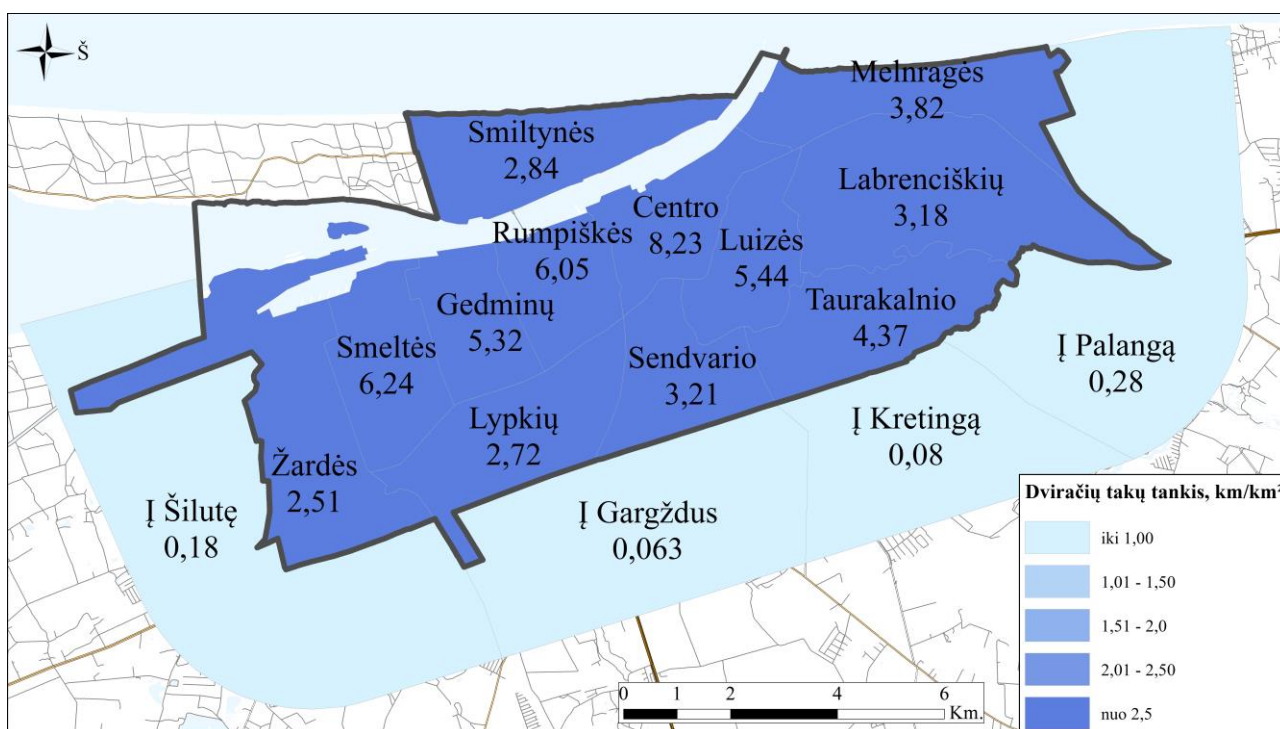 Š
Melnragės
3,82
Smiltynės
2,84
Labrenciškių
3,18
Centro
8,23
Rumpiškės
6,05
Luizės
5,44
Gedminų
5,32
Taurakalnio
4,37
Smeltės
6,24
Sendvario
3,21
Į Palangą
0,28
Lypkių
2,72
Į Kretingą
0,08
Žardės
2,51
Į Šilutę
0,18
Į Gargždus
0,063
Dviračių takų tankis, km/km²
iki 1,00
1,01 - 1,50
1,51 - 2,0
2,01 - 2,50
nuo 2,5
0 1 2 4 6
Km.